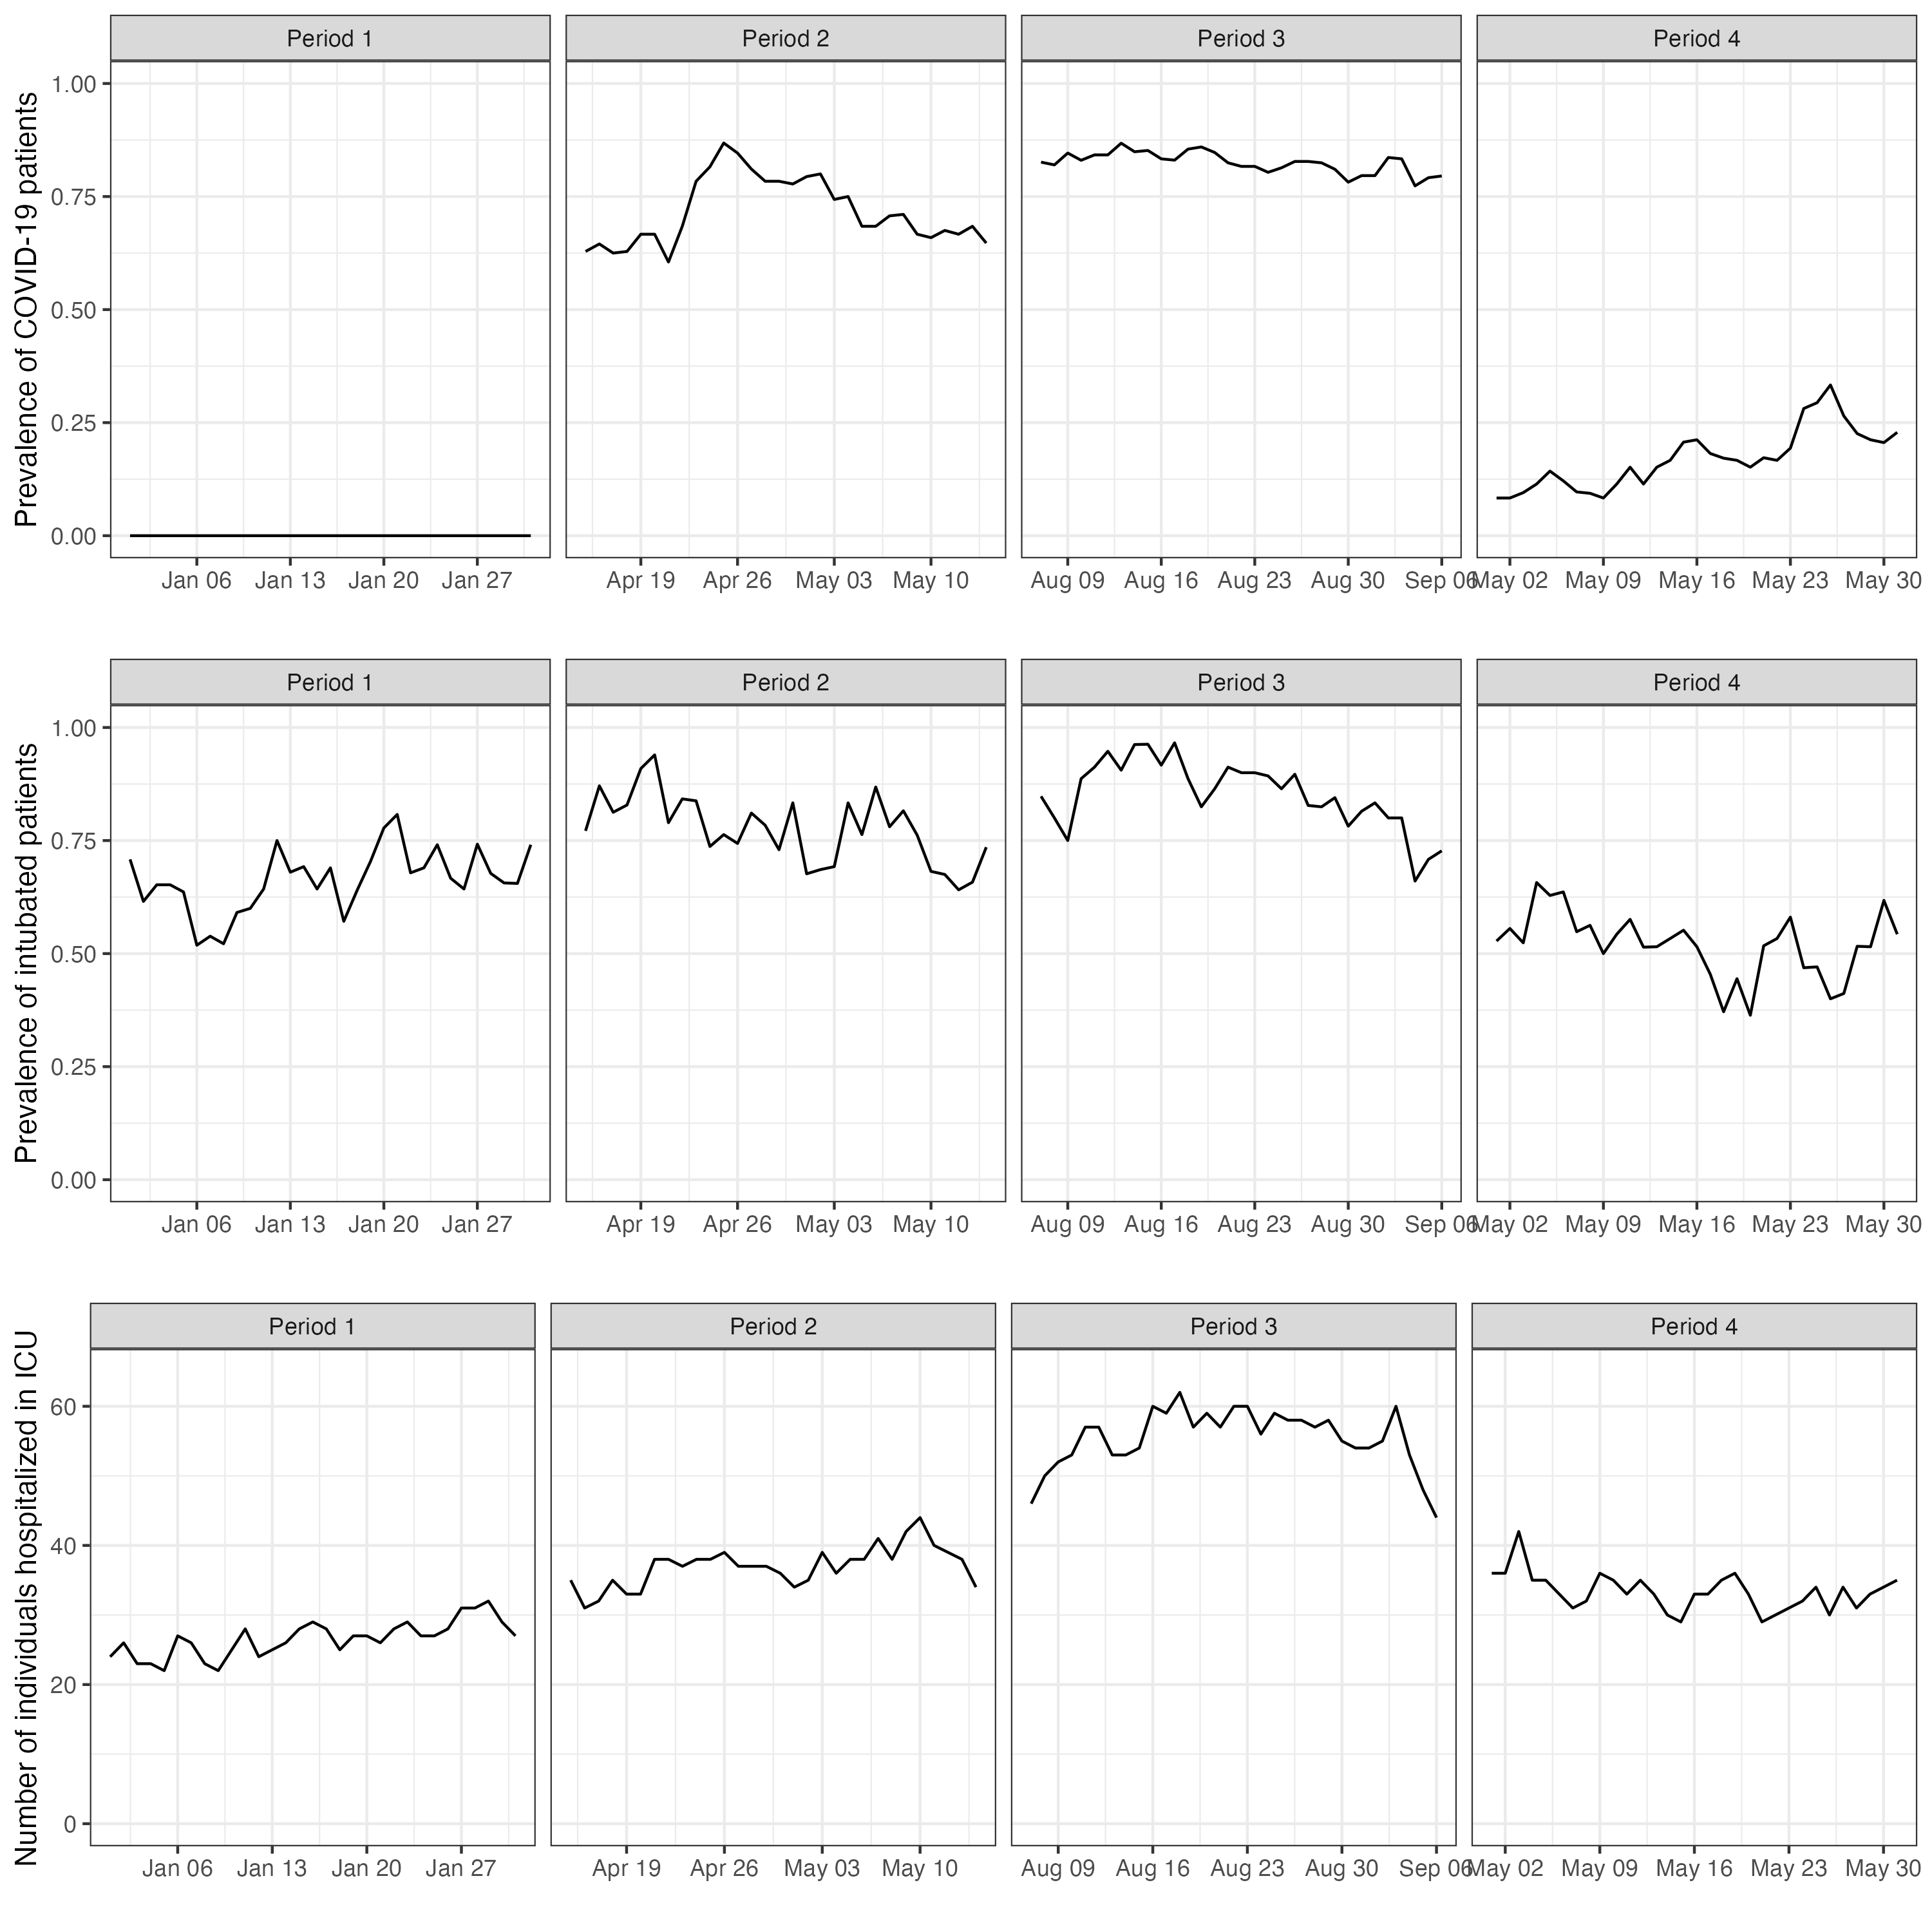 Period 1 Period 2 Period 3 Period 4
Prevalence of COVID-19 patients
1.00
0.75
0.50
0.25
0.00
Jan 06 Jan 13 Jan 20 Jan 27 Apr 19 Apr 26 May 03 May 10 Aug 09 Aug 16 Aug 23 Aug 30 Sep 06 May 02 May 09 May 16 May 23 May 30
Period 1 Period 2 Period 3 Period 4
Prevalence of intubated patients
1.00
0.75
0.50
0.25
0.00
Jan 06 Jan 13 Jan 20 Jan 27 Apr 19 Apr 26 May 03 May 10 Aug 09 Aug 16 Aug 23 Aug 30 Sep 06 May 02 May 09 May 16 May 23 May 30
Period 1 Period 2 Period 3 Period 4
Number of individuals hospitalized in ICU
60
40
20
0
Jan 06 Jan 13 Jan 20 Jan 27 Apr 19 Apr 26 May 03 May 10 Aug 09 Aug 16 Aug 23 Aug 30 Sep 06 May 02 May 09 May 16 May 23 May 30